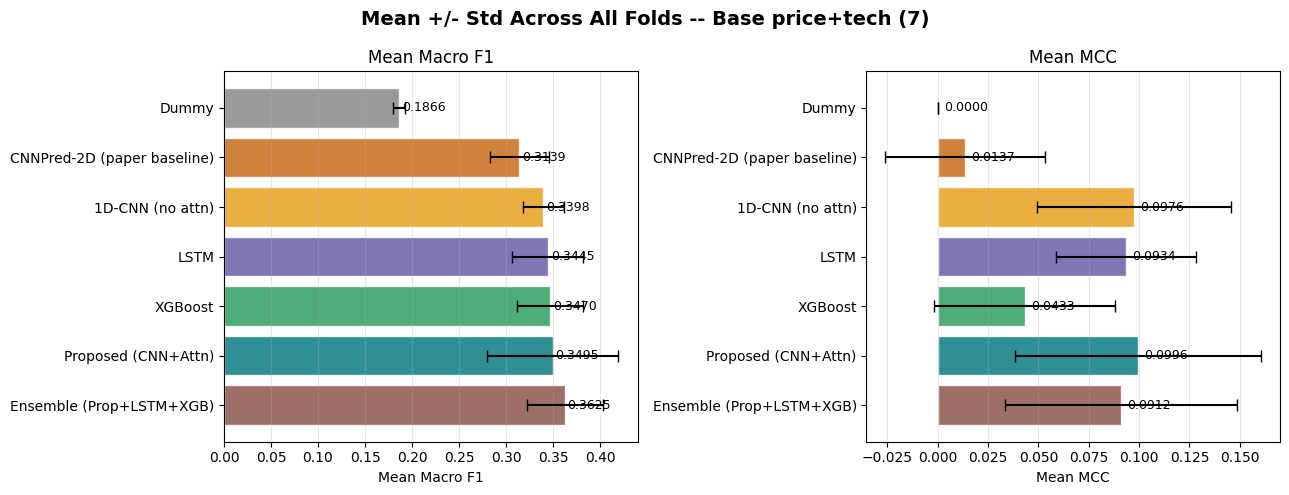 Mean +/- Std Across All Folds -- Base price+tech (7)
Mean Macro F1
Dummy
0.1866
CNNPred-2D (paper baseline)
0.3139
1D-CNN (no attn)
0.3398
LSTM
0.3445
XGBoost
0.3470
Proposed (CNN+Attn)
0.3495
Ensemble (Prop+LSTM+XGB)
0.3625
0.00 0.05 0.10 0.15 0.20 0.25 0.30 0.35 0.40
Mean Macro F1
Mean MCC
Dummy
0.0000
CNNPred-2D (paper baseline)
0.0137
1D-CNN (no attn)
0.0976
LSTM
0.0934
XGBoost
0.0433
Proposed (CNN+Attn)
0.0996
Ensemble (Prop+LSTM+XGB)
0.0912
−0.025 0.000 0.025 0.050 0.075 0.100 0.125 0.150
Mean MCC